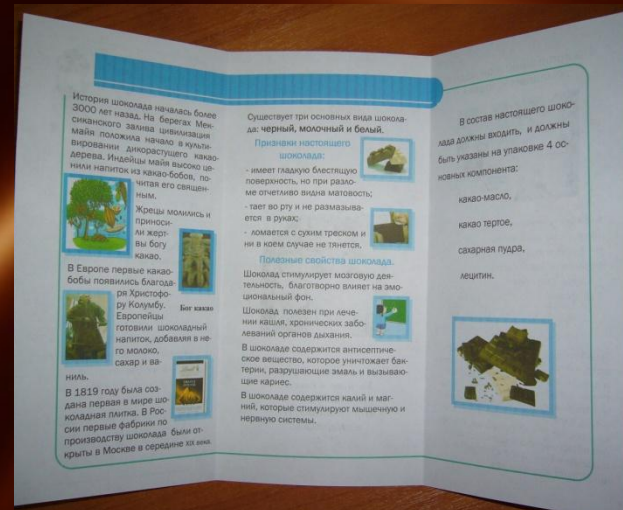 История шоколада началась более
3000 лет назад. На берегах Мек-
сиканского залива цивилизация
майя положила начало в культи-
вировании дикорастущего какао-
дерева. Индейцы майя высоко це-
нили напиток из какао-бобов, по-
читая его священ-
ным.
Жрецы молились и
приноси-
ли жерт-
вы богу
какао.
Бог какао
В Европе первые какао-
бобы появились благода-
ря Христофо-
ру Колумбу.
Европейцы
готовили шоколадный
напиток, добавляя в не-
го молоко,
сахар и ва-
ниль.
В 1819 году была соз-
дана первая в мире шо-
коладная плитка. В Рос-
сии первые фабрики по
производству шоколада были от-
крыты в Москве в середине XIX века.
Существует три основных вида шокола-
да: черный, молочный и белый.
Признаки настоящего
шоколада:
- имеет гладкую блестящую
поверхность, но при разло-
ме отчетливо видна матовость;
- тает во рту и не размазыва-
ется в руках;
- ломается с сухим треском и
ни в коем случае не тянется.
Полезные свойства шоколада.
Шоколад стимулирует мозговую дея-
тельность, благотворно влияет на эмо-
циональный фон.
Шоколад полезен при лече-
нии кашля, хронических забо-
леваний органов дыхания.
В шоколаде содержится антисептиче-
ское вещество, которое уничтожает бак-
терии, разрушающие эмаль и вызываю-
щие кариес.
В шоколаде содержится калий и маг-
ний, которые стимулируют мышечную и
нервную системы.
В состав настоящего шоко-
лада должны входить, и должны
быть указаны на упаковке 4 ос-
новных компонента:
какао-масло,
какао тертое,
сахарная пудра,
лецитин.